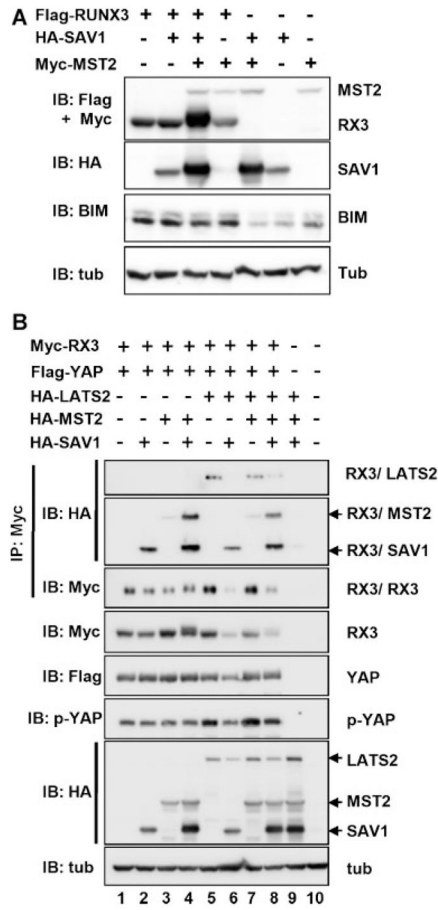 A
Flag-RUNX3 + + + + - - -
HA-SAV1 - + + - + + -
Myc-MST2 - - + + + - +
IB: Flag MST2
+ Myc RX3
IB: HA SAV1
IB: BIM BIM
IB: tub Tub
B
Myc-RX3 + + + + + + + + - -
Flag-YAP + + + + + + + + - -
HA-LATS2 - - - - + + + + + -
HA-MST2 - - + + - - + + + -
HA-SAV1 - + - + - + - + + -
IP: Myc
RX3/ LATS2
IB: HA RX3/ MST2
RX3/ SAV1
IB: Myc RX3/ RX3
IB: Myc RX3
IB: Flag YAP
IB: p-YAP p-YAP
LATS2
IB: HA MST2
SAV1
IB: tub tub
1 2 3 4 5 6 7 8 9 10